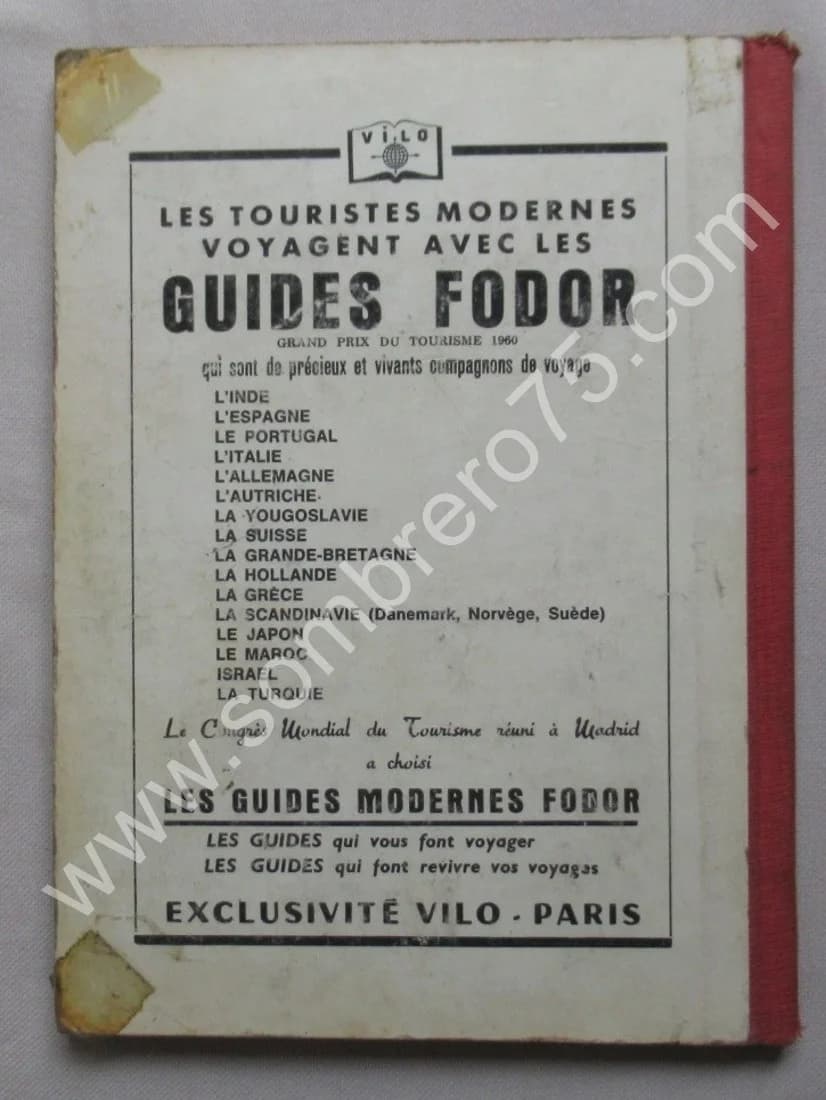 ViLO
LES TOURISTES MODERNES
VOYAGENT AVEC LES
GUIDES FODOR
GRAND PRIX DU TOURISME 1960
qui sont de précieux et vivants compagnons de voyage
L'INDE
L'ESPAGNE
LE PORTUGAL
L'ITALIE
L'ALLEMAGNE
L'AUTRICHE
LA YOUGOSLAVIE
LA SUISSE
LA GRANDE-BRETAGNE
LA HOLLANDE
LA GRÈCE
LA SCANDINAVIE (Danemark, Norvège, Suède)
LE JAPON
LE MAROC
ISRAËL
LA TURQUIE
Le Congrès Mondial du Tourisme réuni à Madrid
a choisi
LES GUIDES MODERNES FODOR
LES GUIDES qui vous font voyager
LES GUIDES qui font revivre vos voyages
EXCLUSIVITÉ VILO - PARIS
www.sombrero75.com